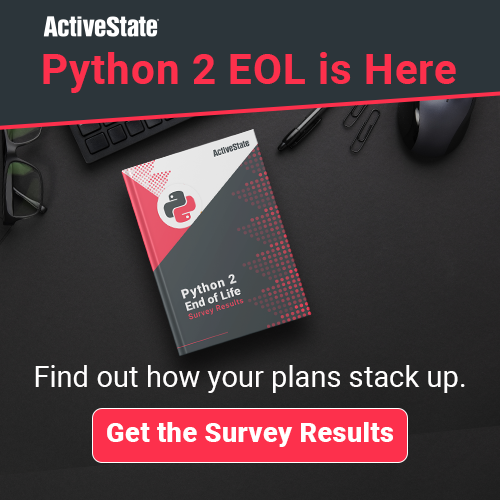 ActiveState
Python 2 EOL is Here
ActiveState
Python 2
End of Life
Survey Results
Find out how your plans stack up.
Get the Survey Results